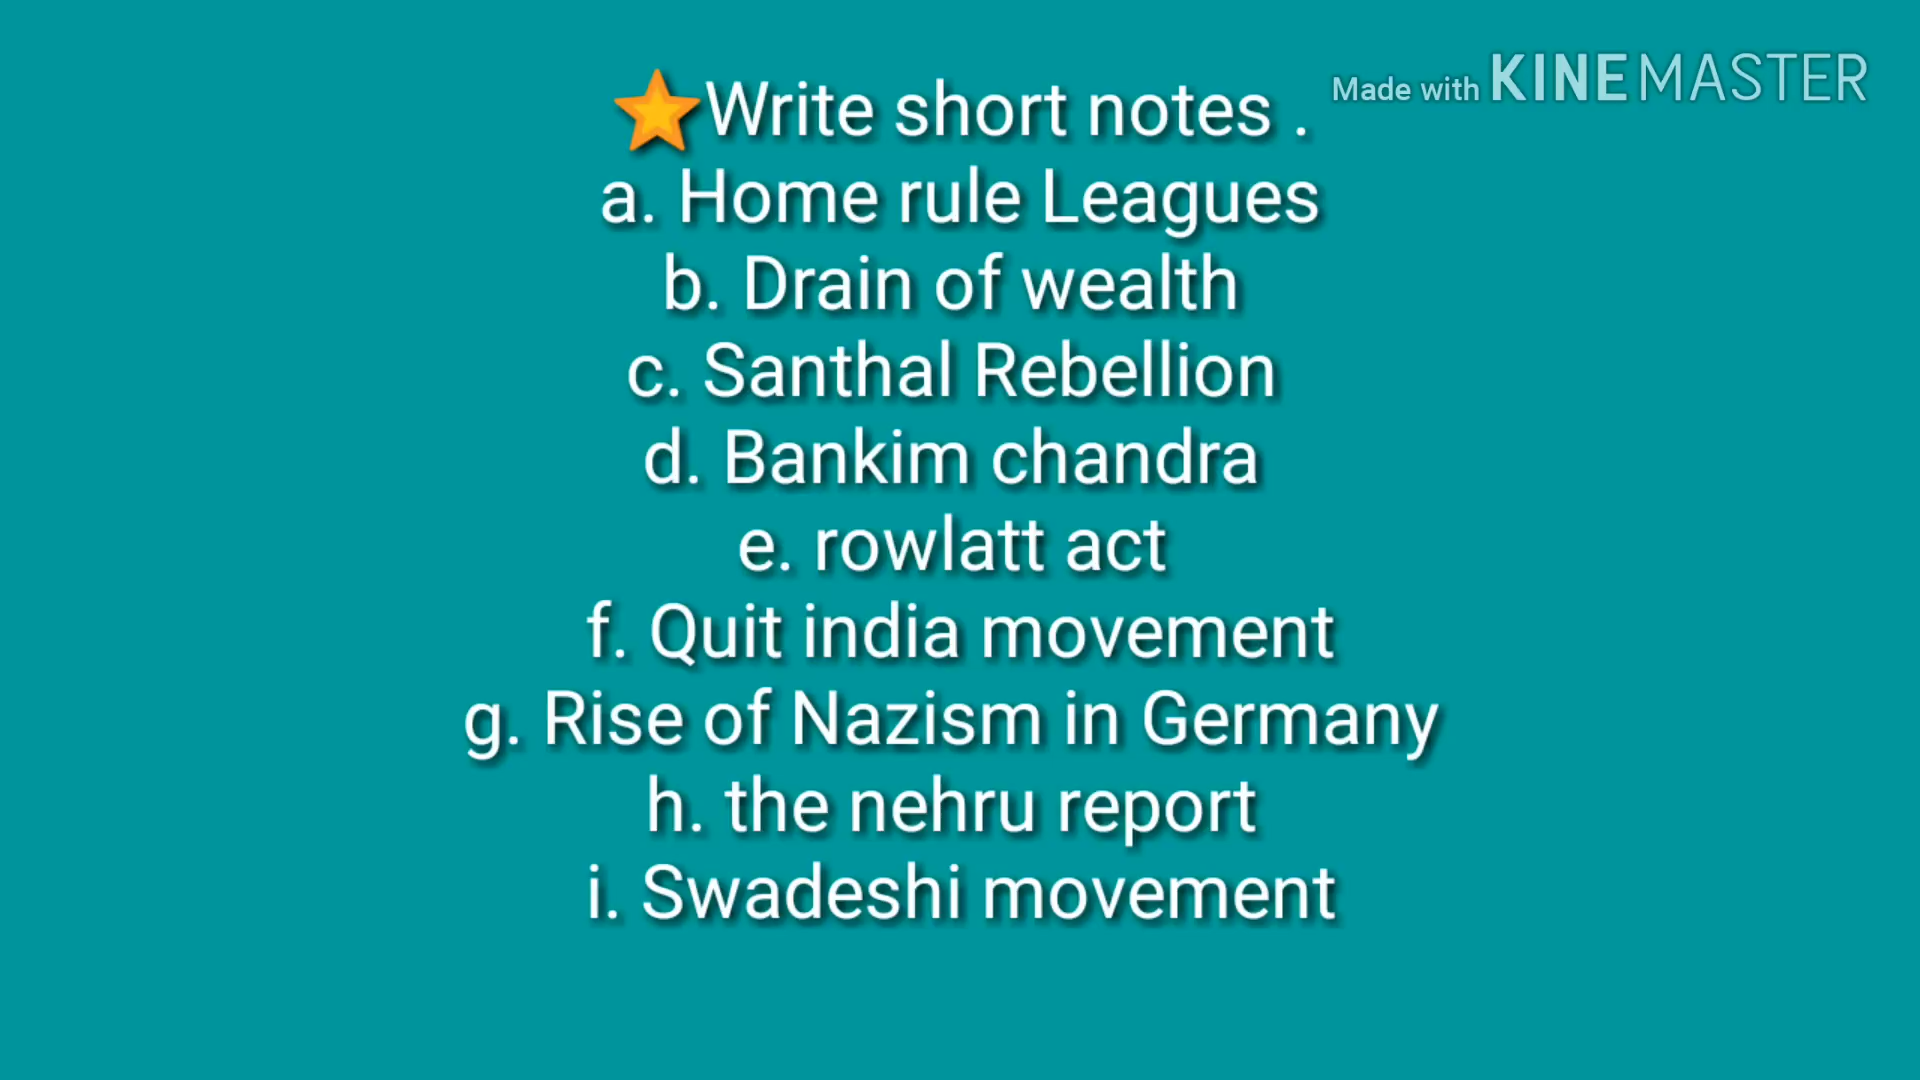 Made with KINEMASTER
⭐Write short notes .
a. Home rule Leagues
b. Drain of wealth
c. Santhal Rebellion
d. Bankim chandra
e. rowlatt act
f. Quit india movement
g. Rise of Nazism in Germany
h. the nehru report
i. Swadeshi movement